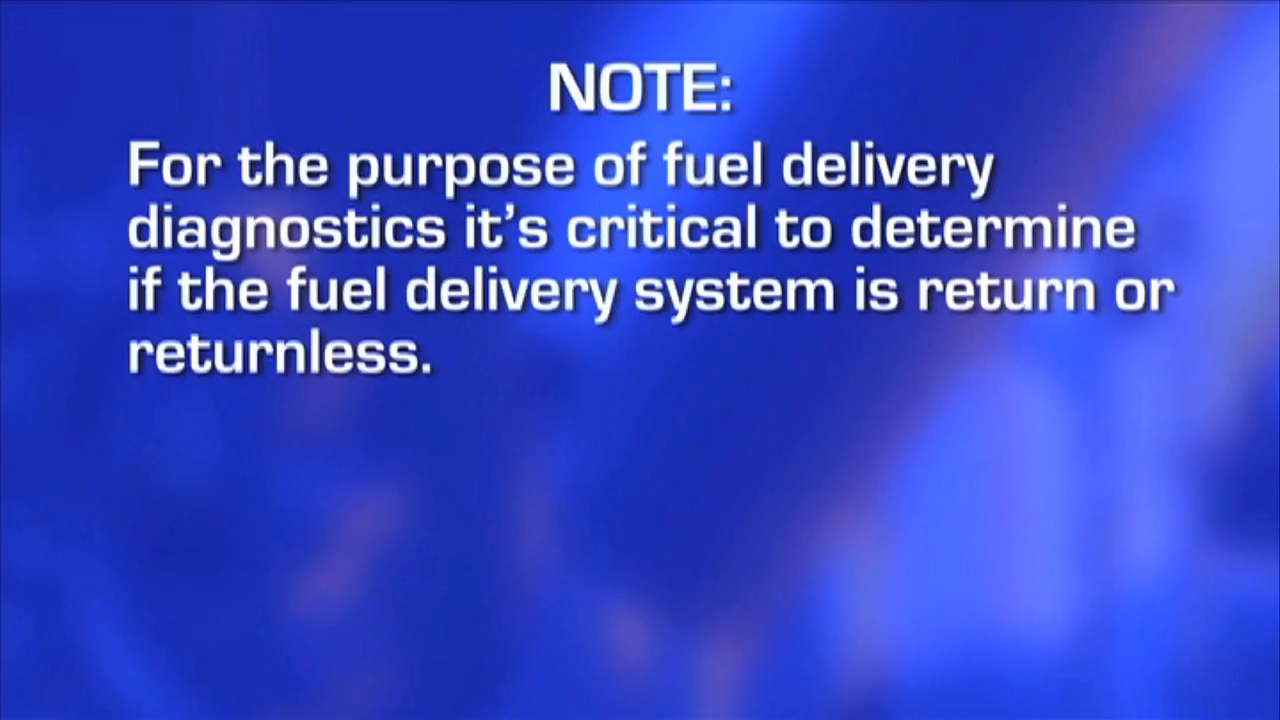 NOTE:
For the purpose of fuel delivery
diagnostics it’s critical to determine
if the fuel delivery system is return or
returnless.